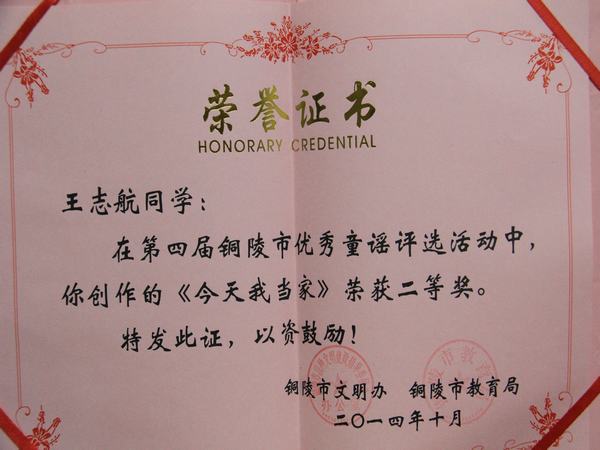 荣誉证书
HONORARY CREDENTIAL
王志航同学：
在第四届铜陵市优秀童谣评选活动中，
你创作的《今天我当家》荣获二等奖。
特发此证，以资鼓励！
铜陵市文明办 铜陵市教育局
二〇一四年十月